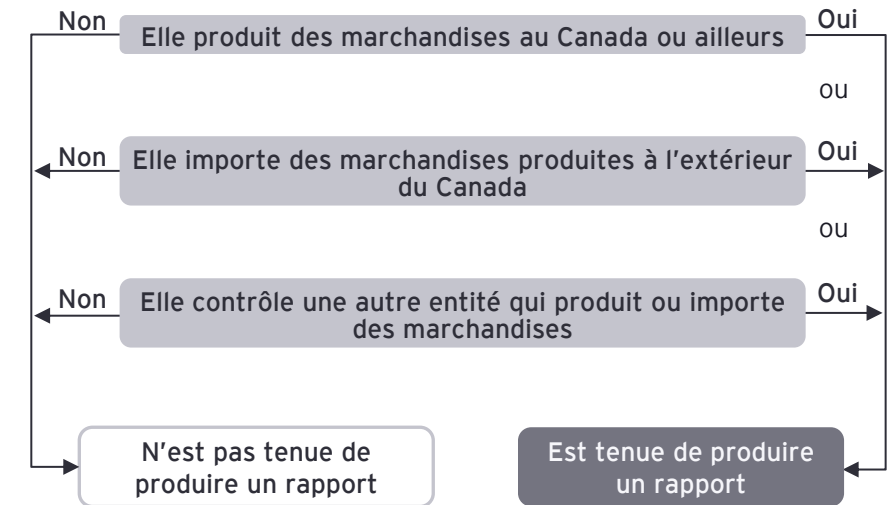 Non
Elle produit des marchandises au Canada ou ailleurs
Oui
ou
Non
Elle importe des marchandises produites à l'extérieur
du Canada
Oui
ou
Non
Elle contrôle une autre entité qui produit ou importe
des marchandises
Oui
N'est pas tenue de
produire un rapport
Est tenue de produire
un rapport